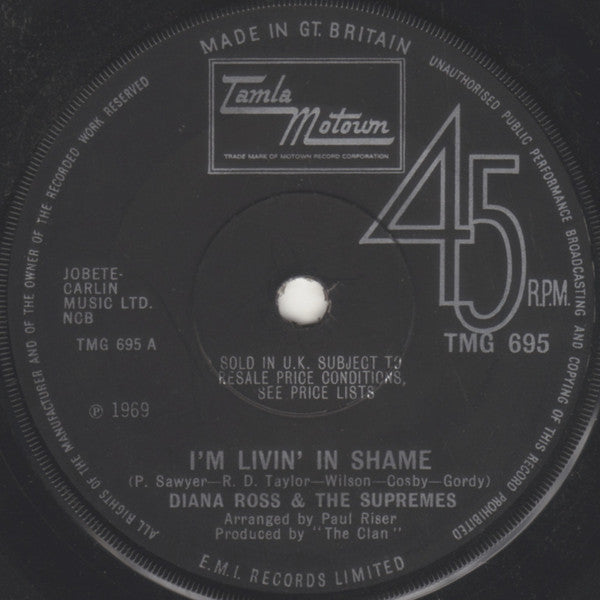 MADE IN GT. BRITAIN
UNAUTHORISED PUBLIC PERFORMANCE BROADCASTING AND COPYING OF THIS RECORD PROHIBITED
ALL RIGHTS OF THE MANUFACTURER AND OF THE OWNER OF THE RECORDED WORK RESERVED
Tamla
Motown
TRADE MARK OF MOTOWN RECORD CORPORATION
45
R.P.M.
TMG 695
JOBETE-
CARLIN
MUSIC LTD.
NCB
TMG 695 A
℗ 1969
SOLD IN U.K. SUBJECT TO
RESALE PRICE CONDITIONS,
SEE PRICE LISTS
I'M LIVIN' IN SHAME
(P. Sawyer—R. D. Taylor—Wilson—Cosby—Gordy)
DIANA ROSS & THE SUPREMES
Arranged by Paul Riser
Produced by "The Clan"
E.M.I. RECORDS LIMITED